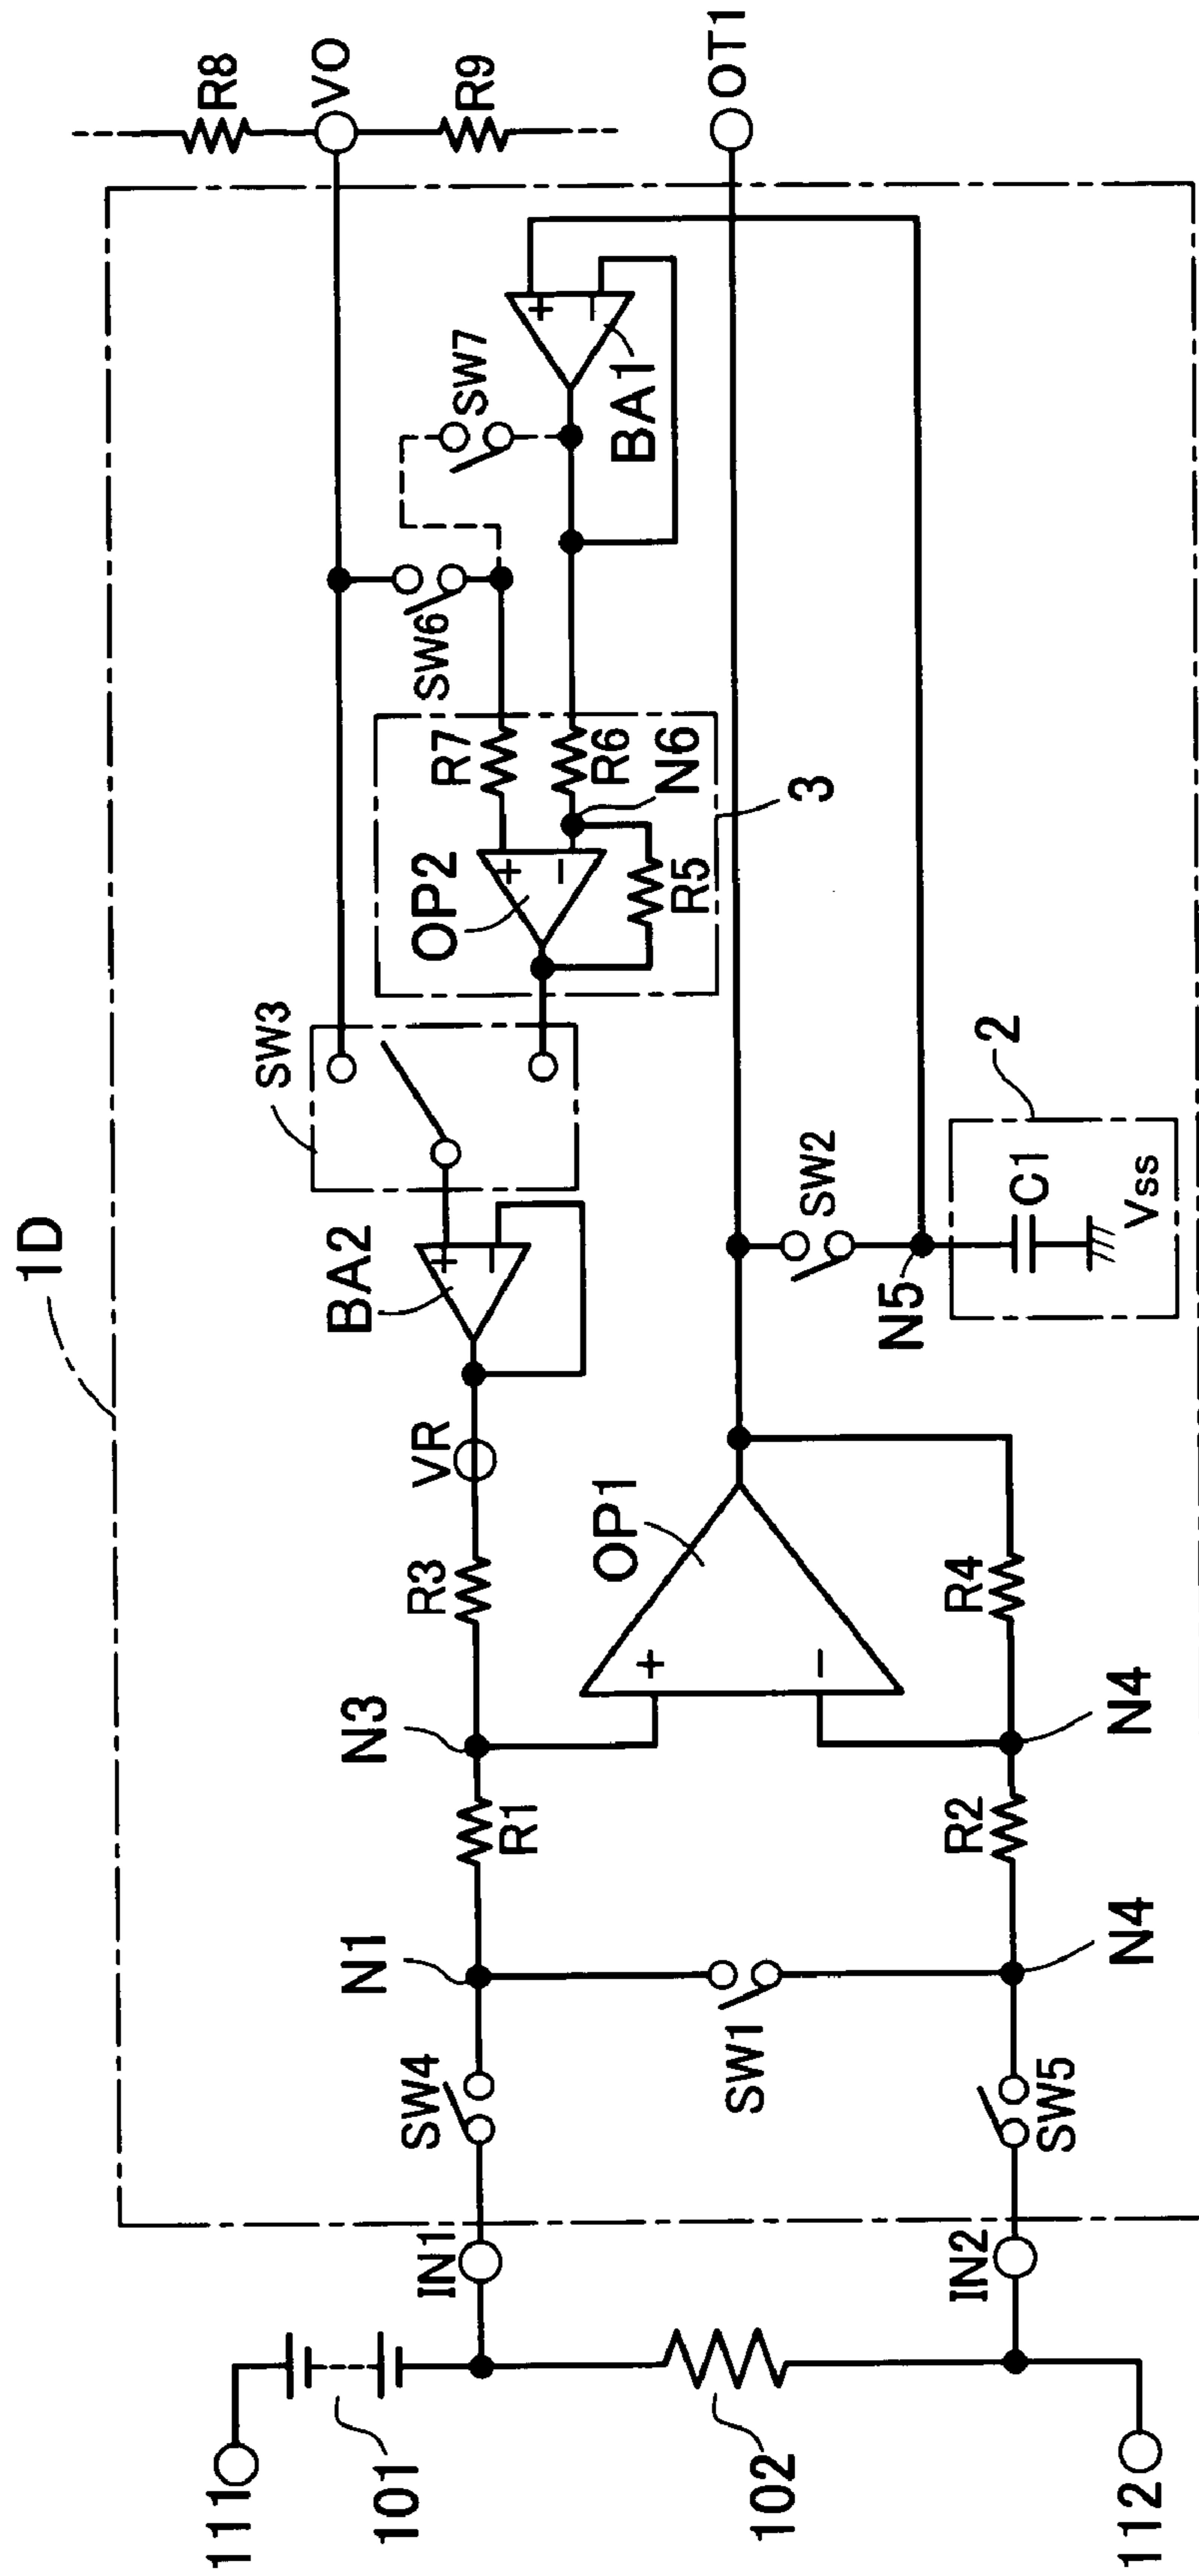 1D
R8
VO
R9
OT1
SW7
BA1
SW6
R7
R6
N6
3
OP2
R5
SW3
BA2
VR
R3
SW2
N5
2
C1
Vss
OP1
R4
N3
N4
R1
R2
N1
N4
SW1
SW4
SW5
IN1
IN2
111
101
102
112
+
−
+
−
+
−
+
−